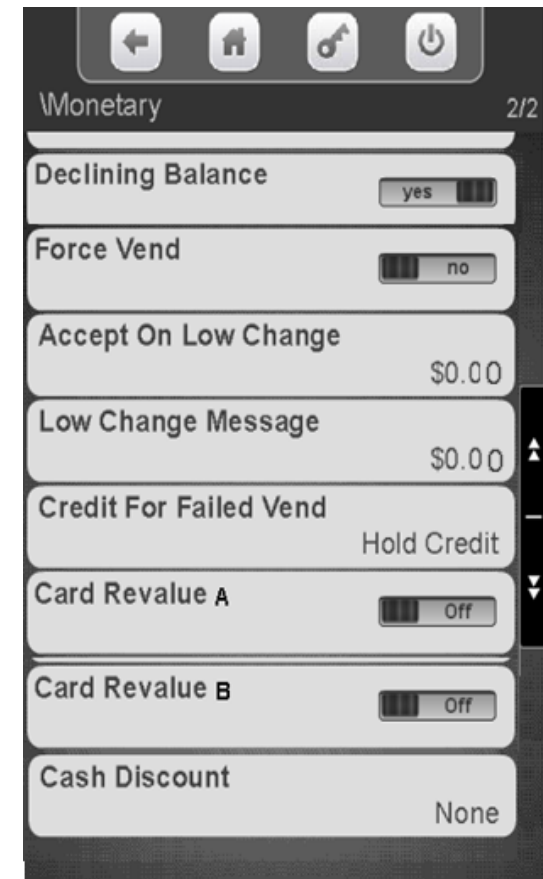 \Monetary 2/2
Declining Balance
yes
Force Vend
no
Accept On Low Change
$0.00
Low Change Message
$0.00
Credit For Failed Vend
Hold Credit
Card Revalue A
Off
Card Revalue B
Off
Cash Discount
None